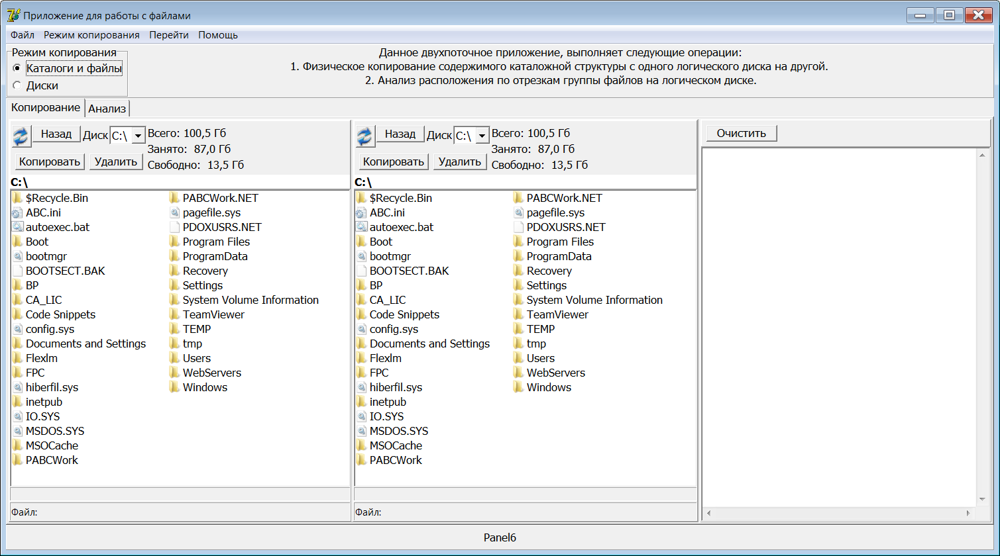 Приложение для работы с файлами
Файл Режим копирования Перейти Помощь
Режим копирования
Каталоги и файлы
Диски
Данное двухпоточное приложение, выполняет следующие операции:
1. Физическое копирование содержимого каталожной структуры с одного логического диска на другой.
2. Анализ расположения по отрезкам группы файлов на логическом диске.
Копирование Анализ
Назад Диск C:\ Всего: 100,5 Гб
Занято: 87,0 Гб
Копировать Удалить Свободно: 13,5 Гб
C:\
$Recycle.Bin
ABC.ini
autoexec.bat
Boot
bootmgr
BOOTSECT.BAK
BP
CA_LIC
Code Snippets
config.sys
Documents and Settings
Flexlm
FPC
hiberfil.sys
inetpub
IO.SYS
MSDOS.SYS
MSOCache
PABCWork
PABCWork.NET
pagefile.sys
PDOXUSRS.NET
Program Files
ProgramData
Recovery
Settings
System Volume Information
TeamViewer
TEMP
tmp
Users
WebServers
Windows
Файл:
Назад Диск C:\ Всего: 100,5 Гб
Занято: 87,0 Гб
Копировать Удалить Свободно: 13,5 Гб
C:\
$Recycle.Bin
ABC.ini
autoexec.bat
Boot
bootmgr
BOOTSECT.BAK
BP
CA_LIC
Code Snippets
config.sys
Documents and Settings
Flexlm
FPC
hiberfil.sys
inetpub
IO.SYS
MSDOS.SYS
MSOCache
PABCWork
PABCWork.NET
pagefile.sys
PDOXUSRS.NET
Program Files
ProgramData
Recovery
Settings
System Volume Information
TeamViewer
TEMP
tmp
Users
WebServers
Windows
Файл:
Очистить
Panel6